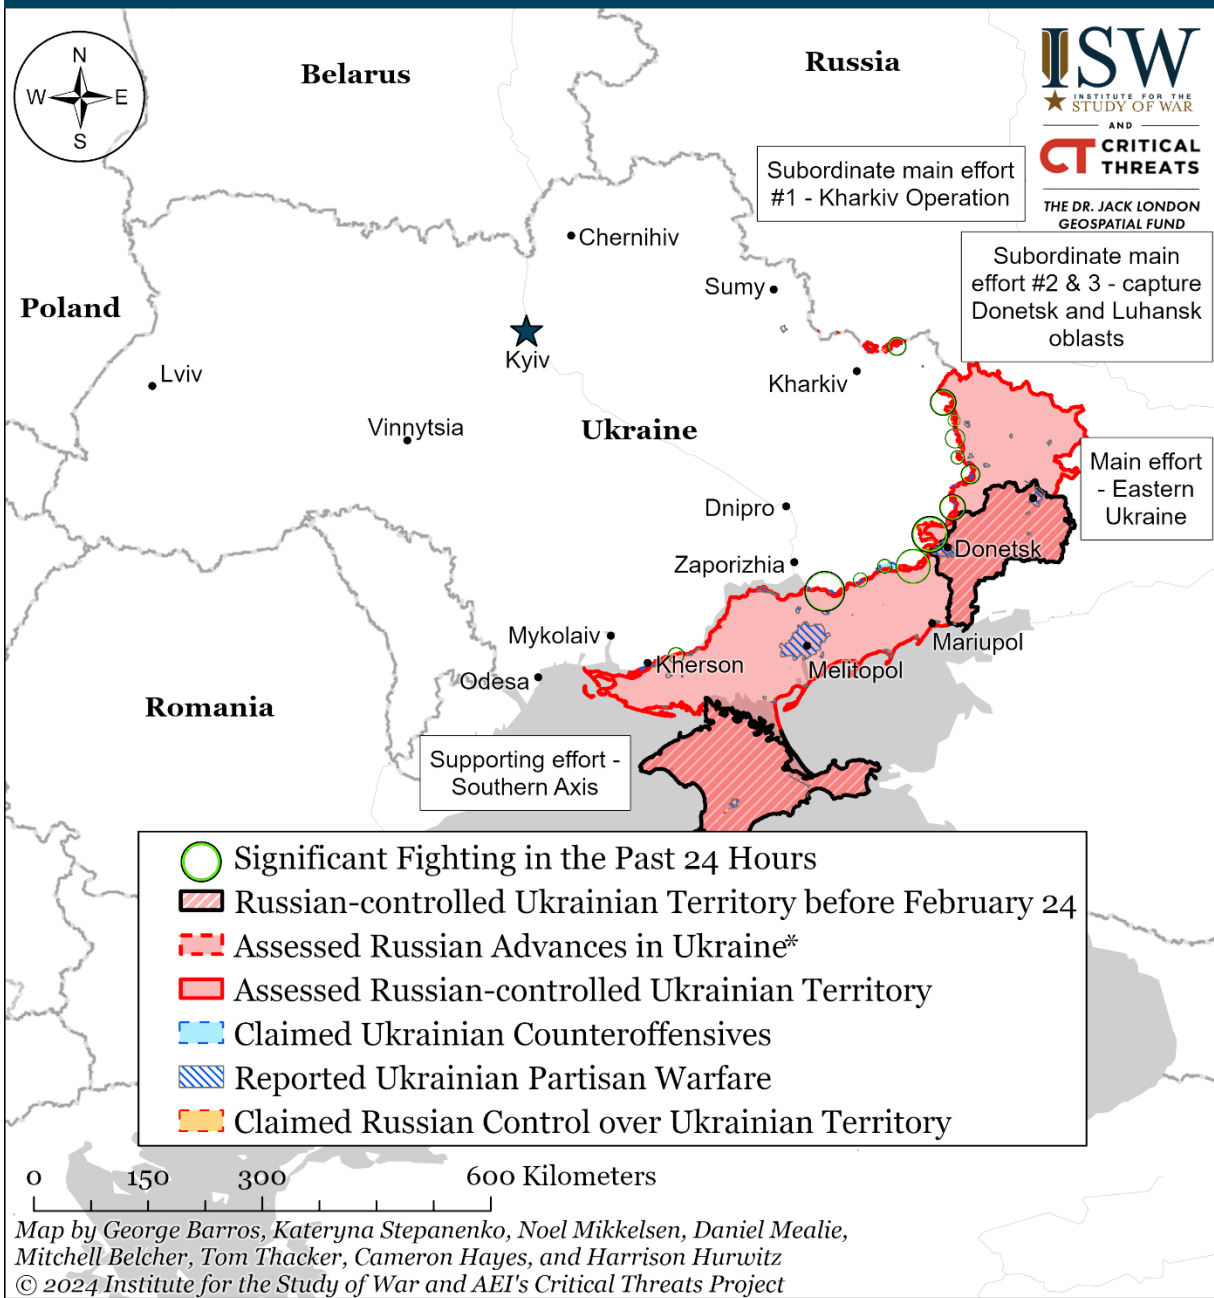 N
W
E
S
Belarus
Russia
ISW
INSTITUTE FOR THE
STUDY OF WAR
AND
CT CRITICAL
THREATS
THE DR. JACK LONDON
GEOSPATIAL FUND
Subordinate main effort
#1 - Kharkiv Operation
Subordinate main
effort #2 & 3 - capture
Donetsk and Luhansk
oblasts
Chernihiv
Sumy
Poland
Kyiv
Lviv
Kharkiv
Vinnytsia
Ukraine
Main effort
- Eastern
Ukraine
Dnipro
Donetsk
Zaporizhia
Mykolaiv
Mariupol
Kherson
Melitopol
Odesa
Romania
Supporting effort -
Southern Axis
Significant Fighting in the Past 24 Hours
Russian-controlled Ukrainian Territory before February 24
Assessed Russian Advances in Ukraine*
Assessed Russian-controlled Ukrainian Territory
Claimed Ukrainian Counteroffensives
Reported Ukrainian Partisan Warfare
Claimed Russian Control over Ukrainian Territory
0 150 300 600 Kilometers
Map by George Barros, Kateryna Stepanenko, Noel Mikkelsen, Daniel Mealie,
Mitchell Belcher, Tom Thacker, Cameron Hayes, and Harrison Hurwitz
© 2024 Institute for the Study of War and AEI's Critical Threats Project